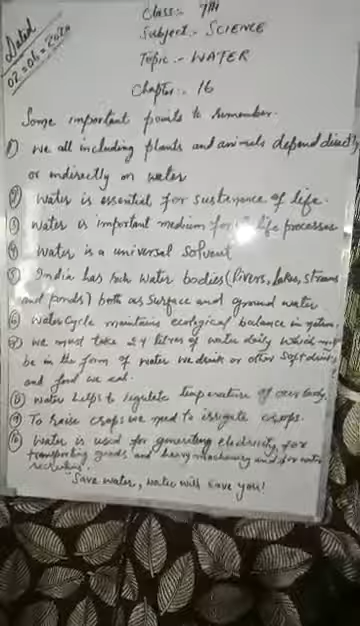 Dated
02-06-2020
Class:- 7th
Subject:- SCIENCE
Topic:- WATER
Chapter:- 16
Some important points to remember.
① We all including plants and animals depend directly
or indirectly on water
② Water is essential for sustenance of life.
③ Water is important medium for life processes
④ Water is a universal solvent
⑤ India has rich water bodies (Rivers, lakes, streams
and ponds) both as surface and ground water
⑥ Water cycle maintains ecological balance in nature.
⑦ We must take 2-4 litres of water daily which must
be in the form of water we drink or other soft drinks
and food we eat.
⑧ Water helps to regulate temperature of our body.
⑨ To raise crops we need to irrigate crops.
⑩ Water is used for generating electricity, for
transporting goods and heavy machinery and for water
"Save water, water will save you!"